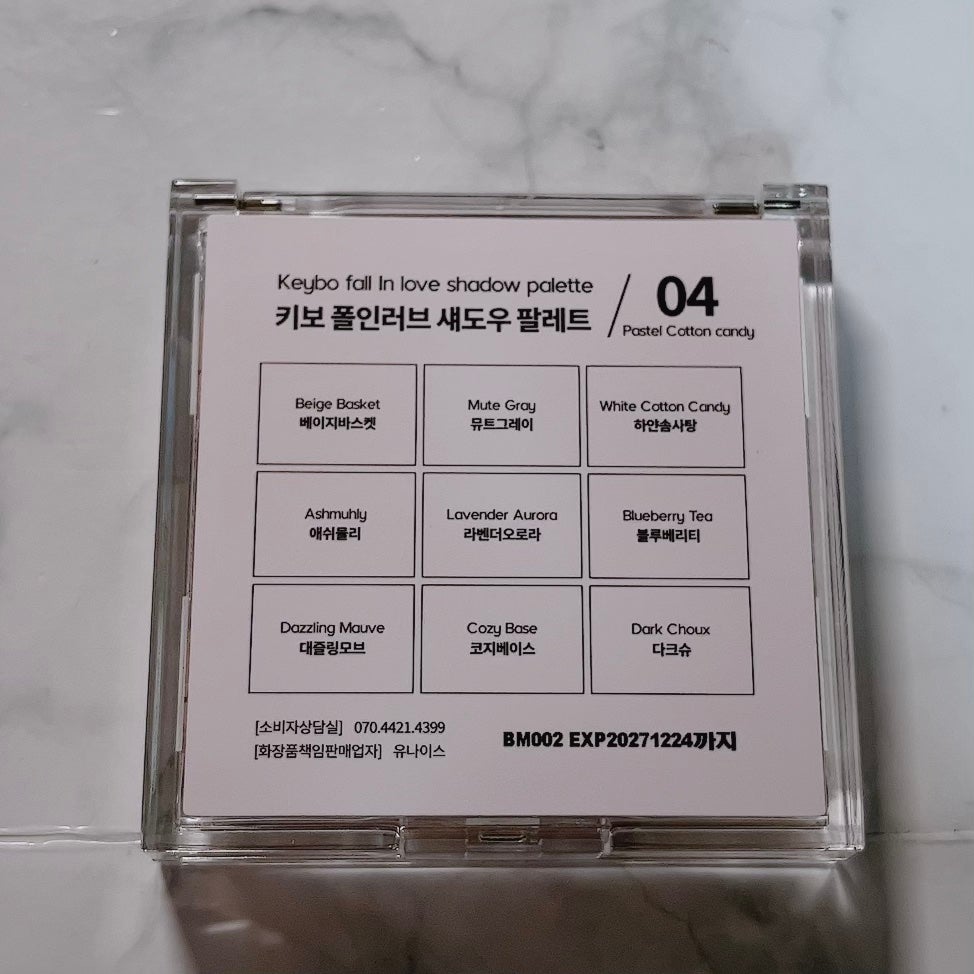 Keybo fall In love shadow palette
키보 폴인러브 섀도우 팔레트
04
Pastel Cotton candy
Beige Basket
베이지바스켓
Mute Gray
뮤트그레이
White Cotton Candy
하얀솜사탕
Ashmuhly
애쉬뮬리
Lavender Aurora
라벤더오로라
Blueberry Tea
블루베리티
Dazzling Mauve
대즐링모브
Cozy Base
코지베이스
Dark Choux
다크슈
[소비자상담실] 070.4421.4399
[화장품책임판매업자] 유나이스
BM002 EXP20271224까지